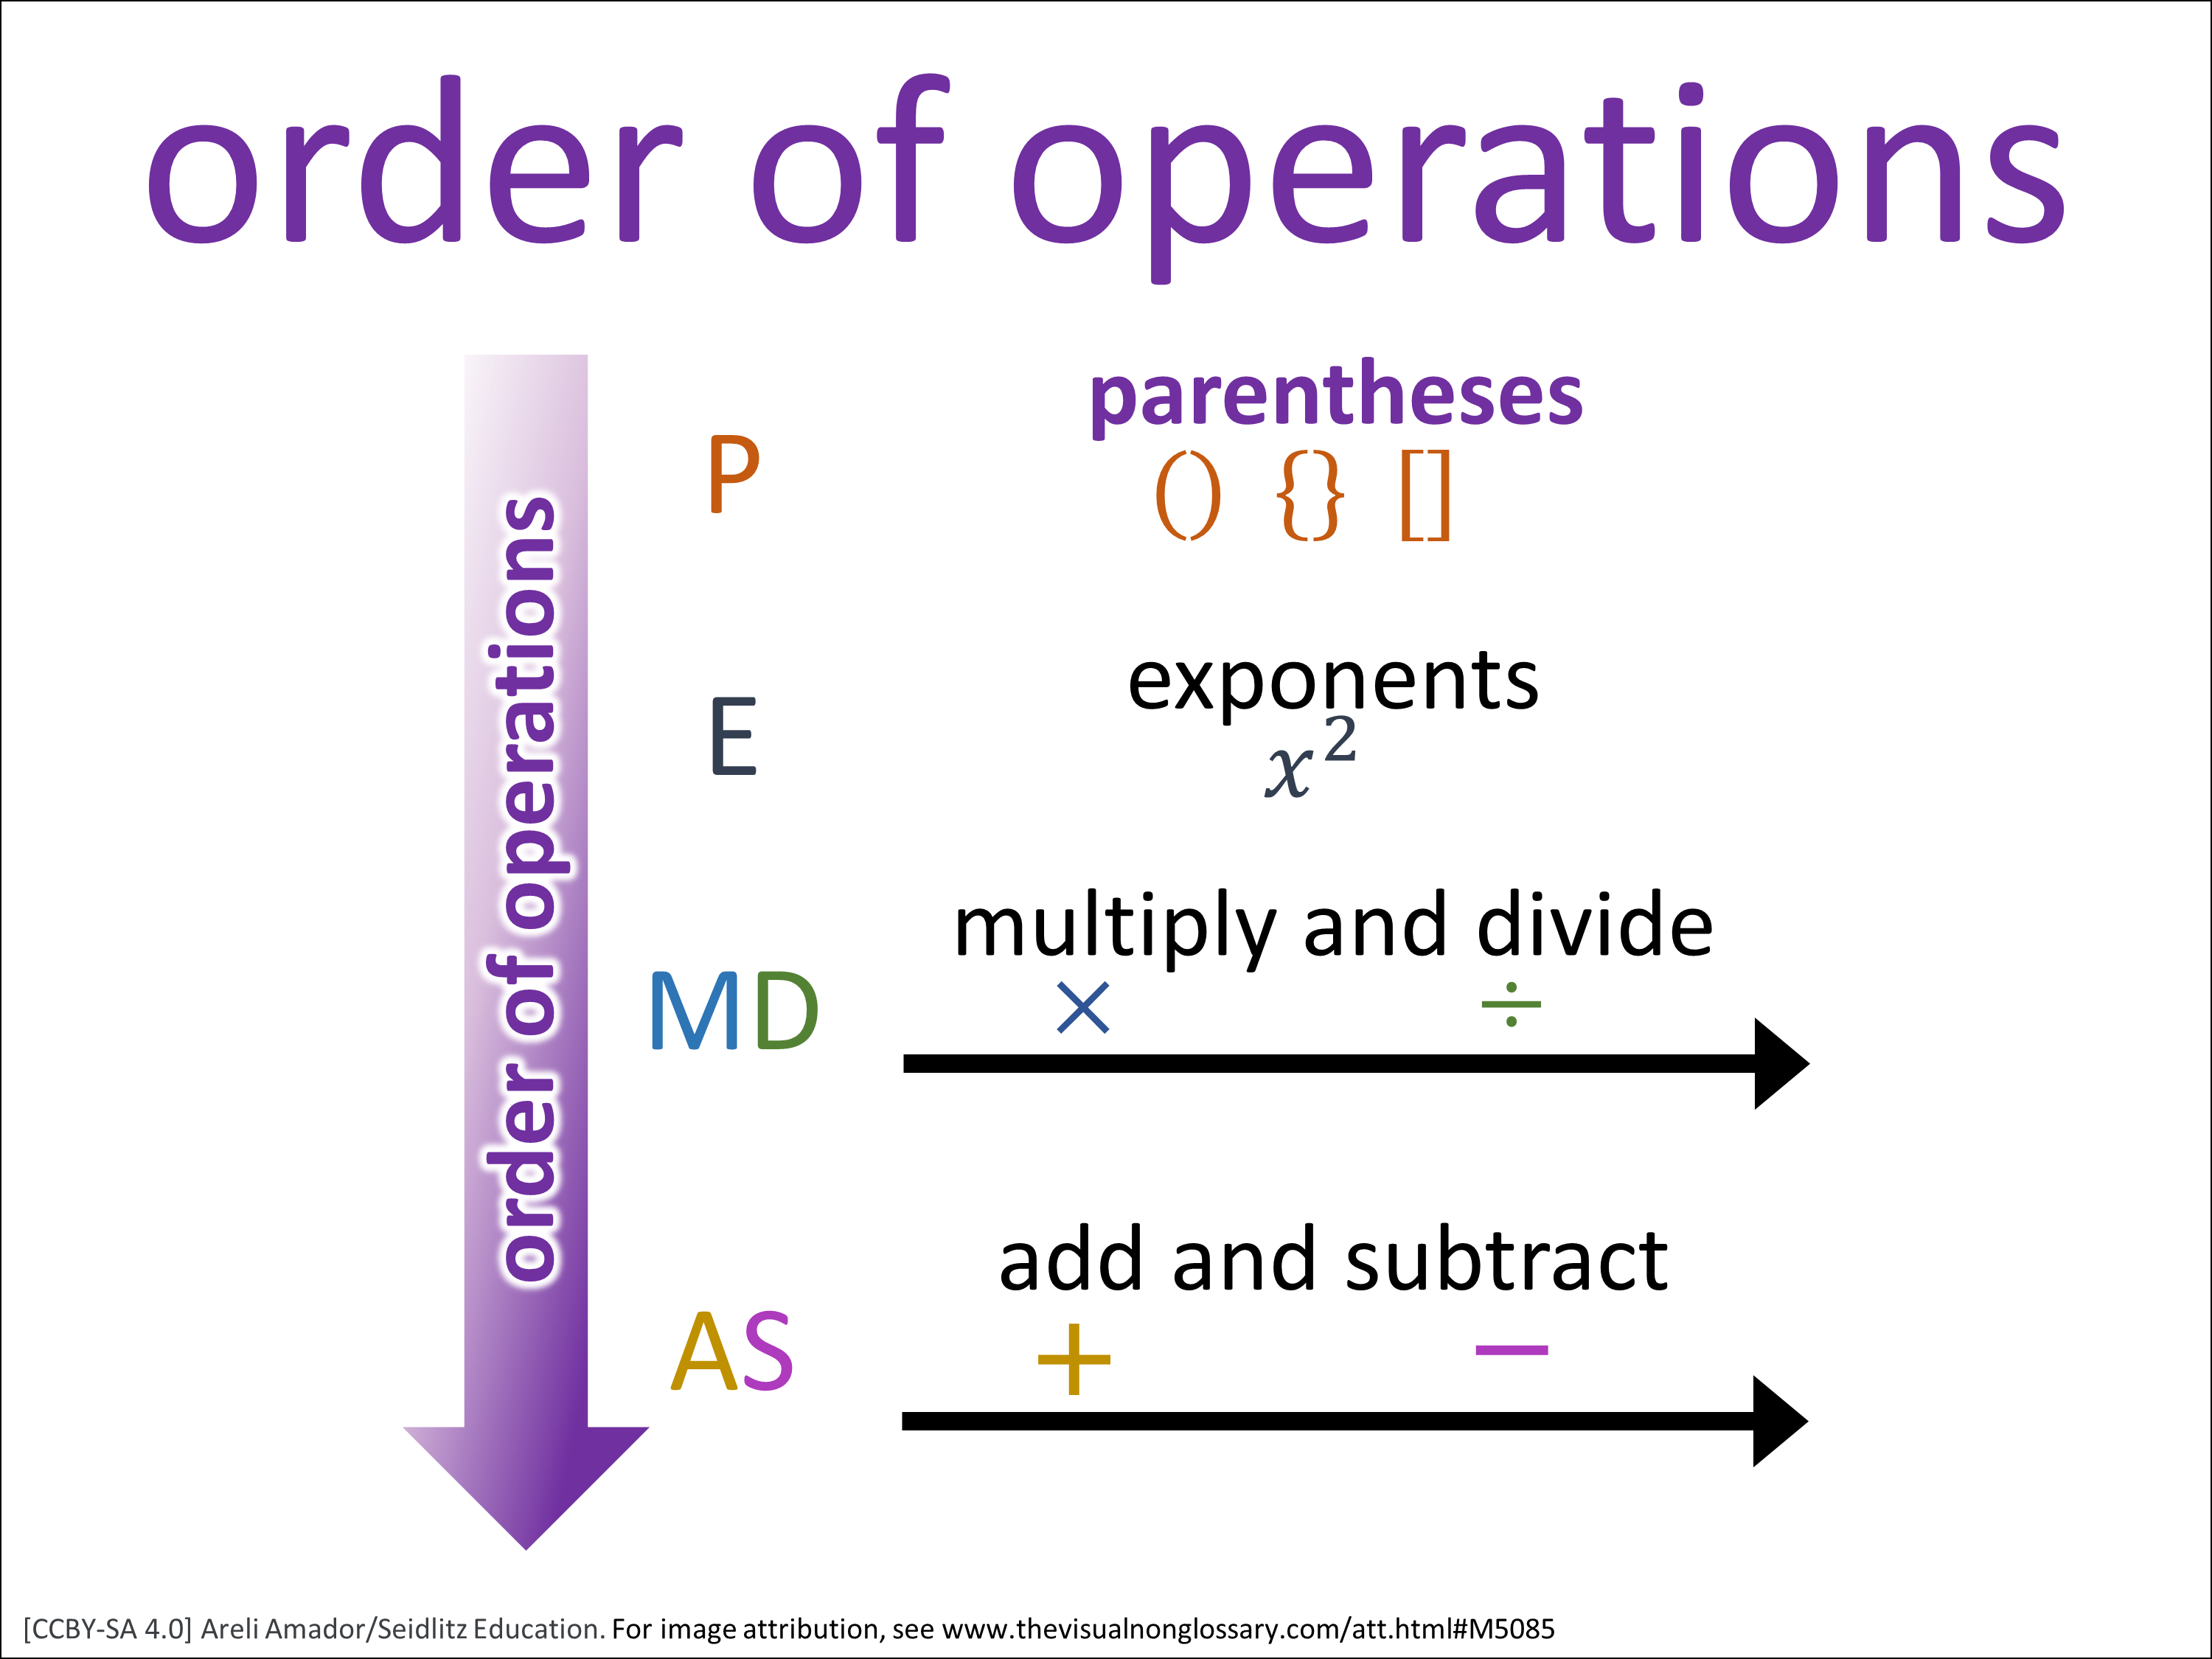 order of operations
order of operations
P
parentheses
() {} []
E
exponents
x²
MD
multiply and divide
× ÷
AS
add and subtract
+ −
[CCBY-SA 4.0] Areli Amador/Seidlitz Education. For image attribution, see www.thevisualnonglossary.com/att.html#M5085